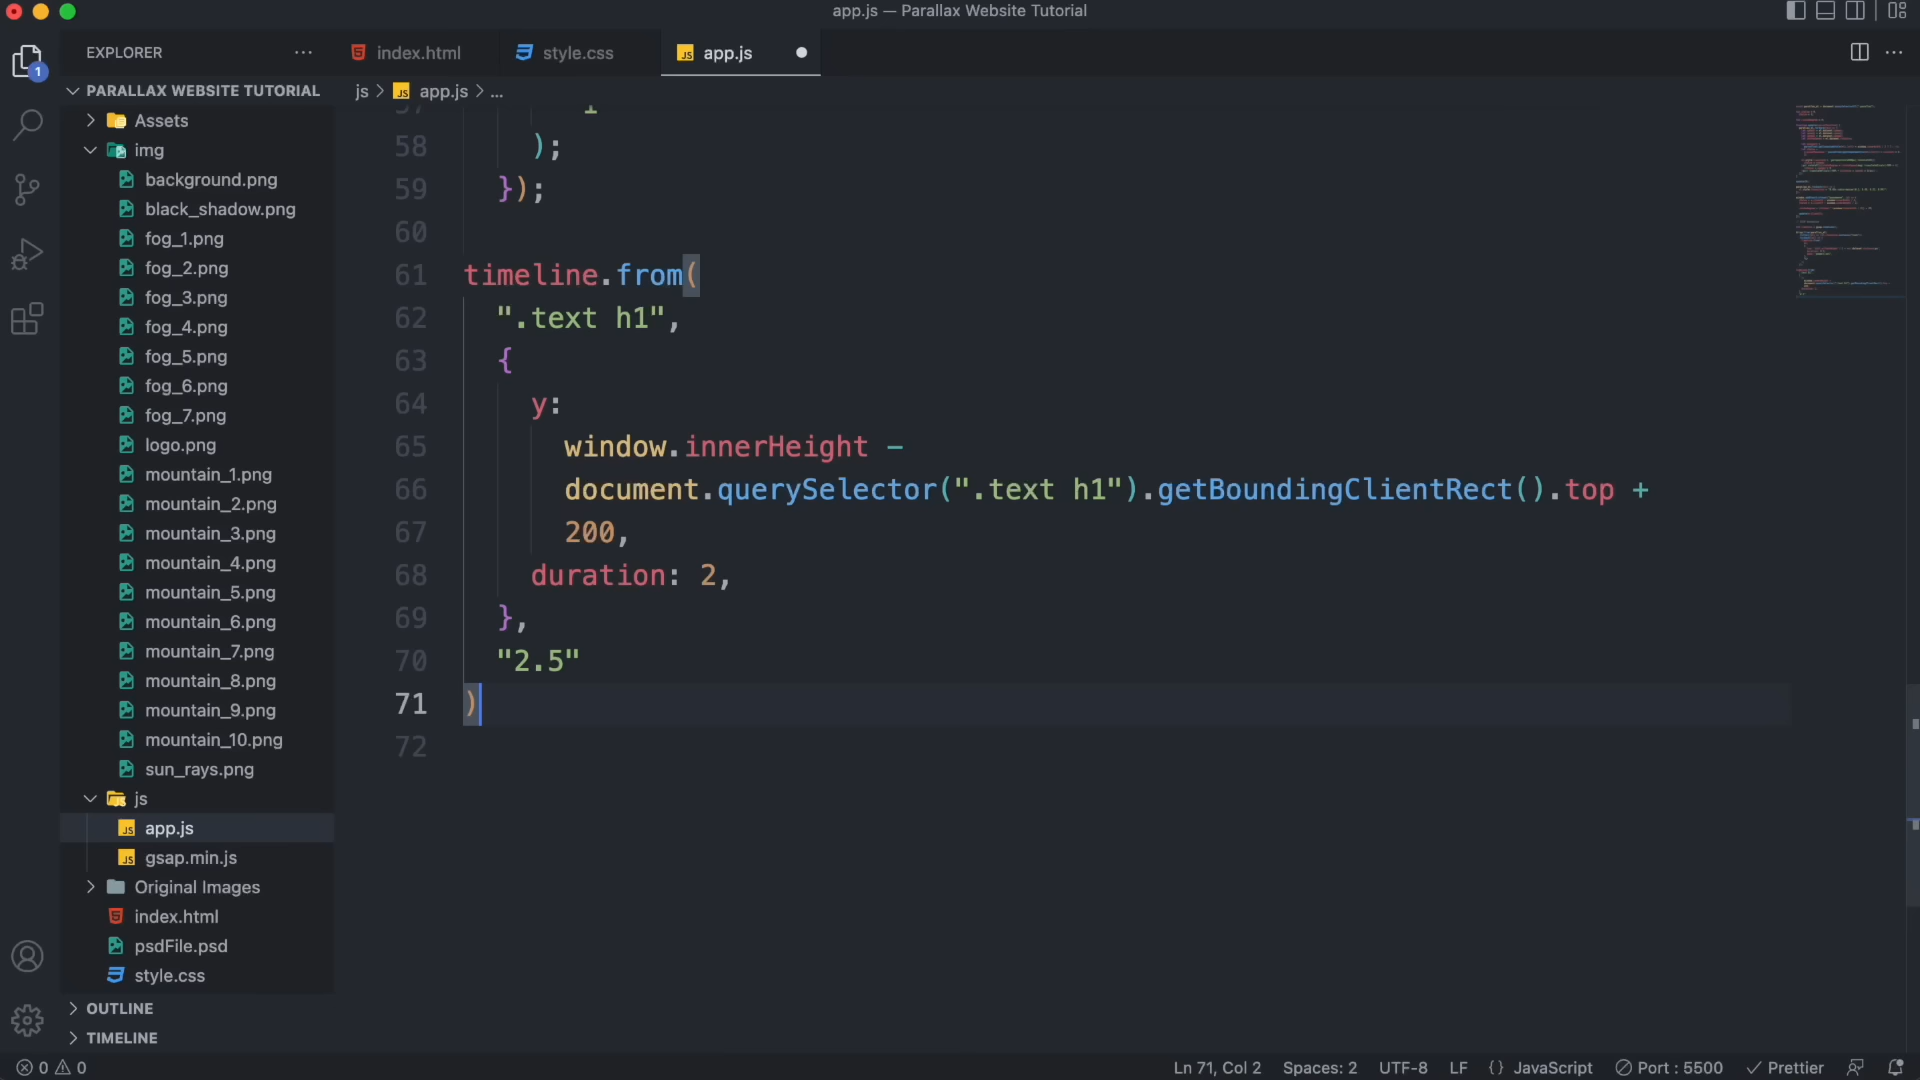 app.js — Parallax Website Tutorial
EXPLORER
index.html
style.css
app.js
1
PARALLAX WEBSITE TUTORIAL
js > app.js > ...
Assets
img
background.png
black_shadow.png
fog_1.png
fog_2.png
fog_3.png
fog_4.png
fog_5.png
fog_6.png
fog_7.png
logo.png
mountain_1.png
mountain_2.png
mountain_3.png
mountain_4.png
mountain_5.png
mountain_6.png
mountain_7.png
mountain_8.png
mountain_9.png
mountain_10.png
sun_rays.png
js
app.js
gsap.min.js
Original Images
index.html
psdFile.psd
style.css
OUTLINE
TIMELINE
58 );
59 });
60
61 timeline.from(
62 ".text h1",
63 {
64 y:
65 window.innerHeight -
66 document.querySelector(".text h1").getBoundingClientRect().top +
67 200,
68 duration: 2,
69 },
70 "2.5"
71 )
72
0 0
Ln 71, Col 2
Spaces: 2
UTF-8
LF
{} JavaScript
Port : 5500
Prettier